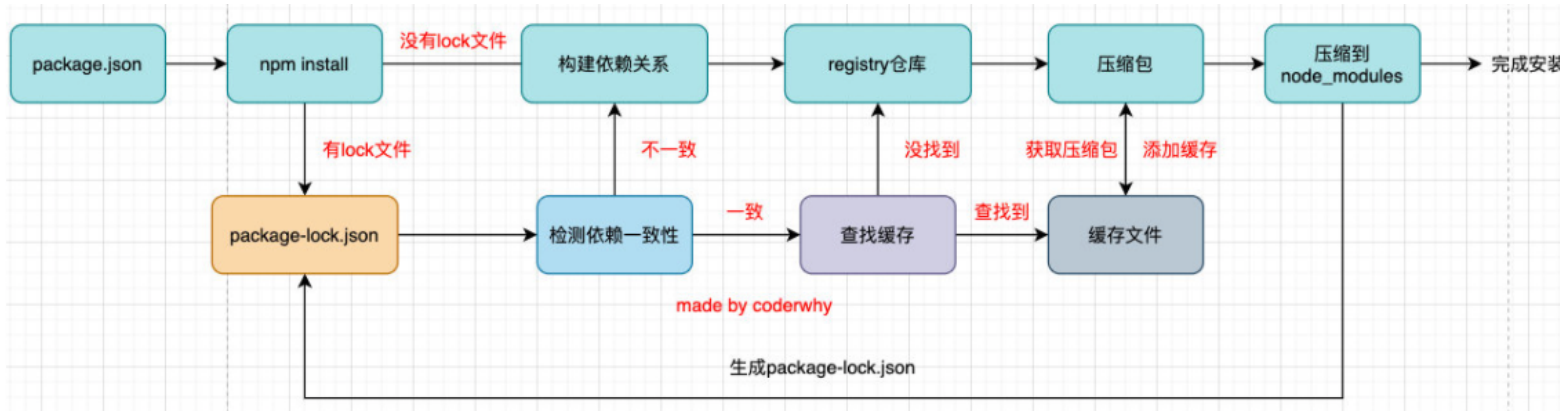 没有lock文件
package.json
npm install
构建依赖关系
registry仓库
压缩包
压缩到
node_modules
完成安装
有lock文件
不一致
没找到
获取压缩包
添加缓存
package-lock.json
检测依赖一致性
一致
查找缓存
查找到
缓存文件
made by coderwhy
生成package-lock.json